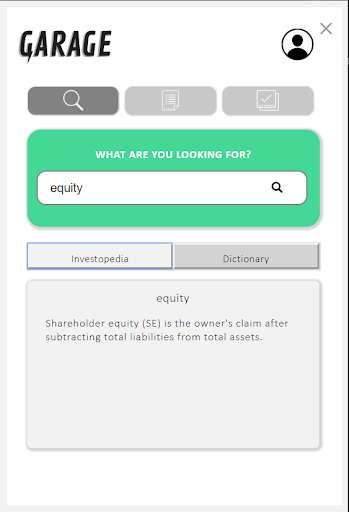 GARAGE
WHAT ARE YOU LOOKING FOR?
equity
Investopedia
Dictionary
equity
Shareholder equity (SE) is the owner's claim after
subtracting total liabilities from total assets.